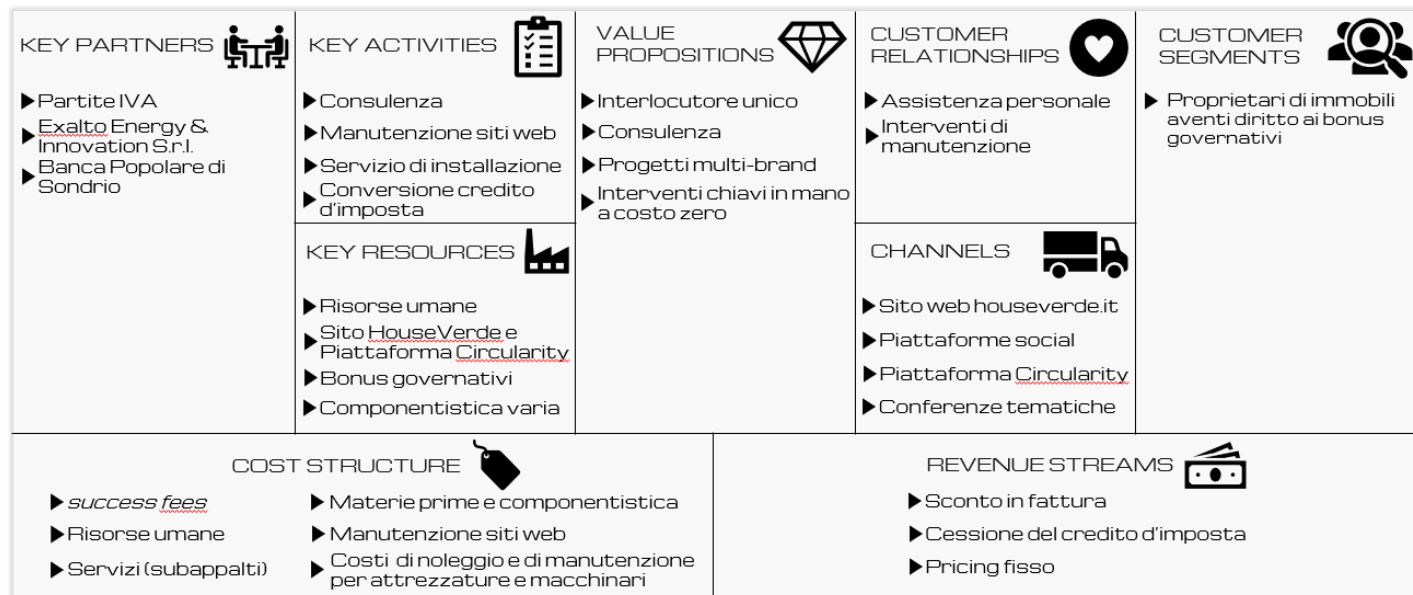 KEY PARTNERS
Partite IVA
Exalto Energy &
Innovation S.r.l.
Banca Popolare di
Sondrio
KEY ACTIVITIES
Consulenza
Manutenzione siti web
Servizio di installazione
Conversione credito
d'imposta
KEY RESOURCES
Risorse umane
Sito HouseVerde e
Piattaforma Circularity
Bonus governativi
Componentistica varia
VALUE
PROPOSITIONS
Interlocutore unico
Consulenza
Progetti multi-brand
Interventi chiavi in mano
a costo zero
CUSTOMER
RELATIONSHIPS
Assistenza personale
Interventi di
manutenzione
CHANNELS
Sito web houseverde.it
Piattaforme social
Piattaforma Circularity
Conferenze tematiche
CUSTOMER
SEGMENTS
Proprietari di immobili
aventi diritto ai bonus
governativi
COST STRUCTURE
success fees
Risorse umane
Servizi (subappalti)
Materie prime e componentistica
Manutenzione siti web
Costi di noleggio e di manutenzione
per attrezzature e macchinari
REVENUE STREAMS
Sconto in fattura
Cessione del credito d'imposta
Pricing fisso